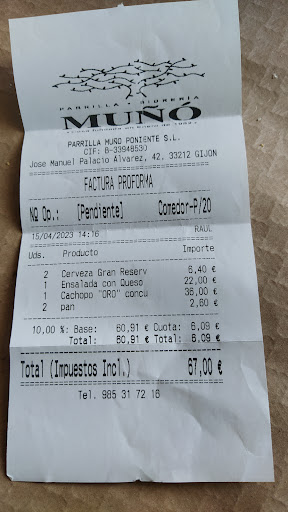 PARRILLA • SIDRERÍA
MUÑÓ
PARRILLA MUÑO PONIENTE S.L.
CIF: B-33948530
Jose Manuel Palacio Alvarez, 42, 33212 GIJON
FACTURA PROFORMA
Nº Op.: [Pendiente] Comedor-P/20
15/04/2023 14:16 RAUL
Uds. Producto Importe
2 Cerveza Gran Reserv 6,40 €
1 Ensalada con Queso 22,00 €
1 Cachopo "ORO" concu 36,00 €
2 pan 2,60 €
10,00 %: Base: 60,91 € Cuota: 6,09 €
Total: 60,91 € Total: 6,09 €
Total (Impuestos Incl.) 67,00 €
Tel. 985 31 72 16